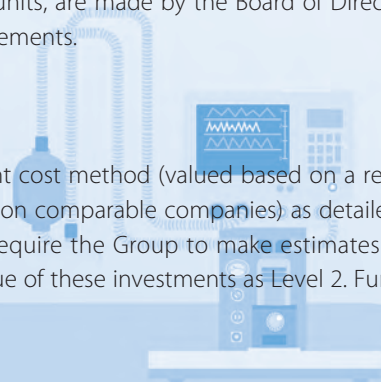 units, are made by the Board of Direc
ements.
nt cost method (valued based on a re
on comparable companies) as detaile
equire the Group to make estimates
ue of these investments as Level 2. Fu